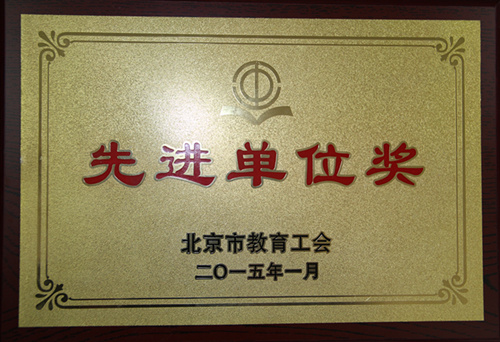 先进单位奖
北京市教育工会
二〇一五年一月